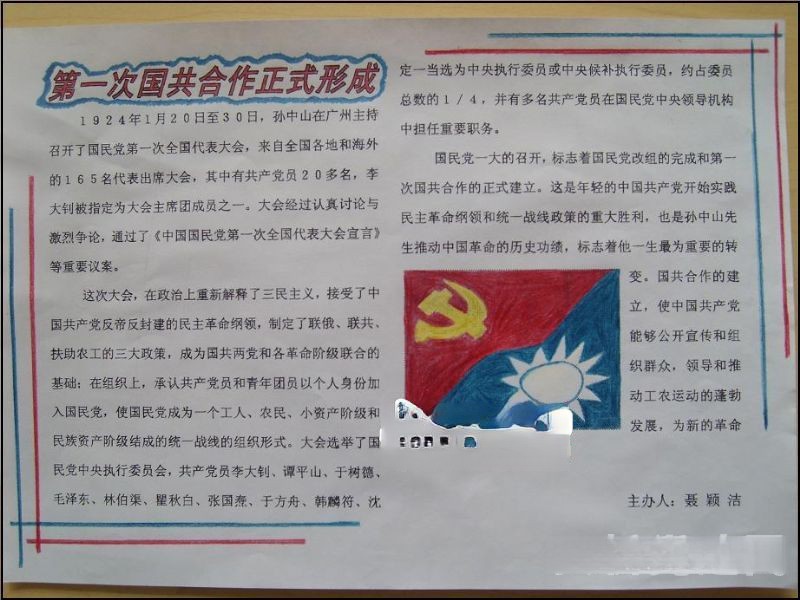 第一次国共合作正式形成
1924年1月20日至30日，孙中山在广州主持
召开了国民党第一次全国代表大会，来自全国各地和海外
的165名代表出席大会，其中有共产党员20多名，李
大钊被指定为大会主席团成员之一。大会经过认真讨论与
激烈争论，通过了《中国国民党第一次全国代表大会宣言》
等重要议案。
这次大会，在政治上重新解释了三民主义，接受了中
国共产党反帝反封建的民主革命纲领，制定了联俄、联共、
扶助农工的三大政策，成为国共两党和各革命阶级联合的
基础；在组织上，承认共产党员和青年团员以个人身份加
入国民党，使国民党成为一个工人、农民、小资产阶级和
民族资产阶级结成的统一战线的组织形式。大会选举了国
民党中央执行委员会，共产党员李大钊、谭平山、于树德、
毛泽东、林伯渠、瞿秋白、张国焘、于方舟、韩麟符、沈
定一当选为中央执行委员或中央候补执行委员，约占委员
总数的1/4，并有多名共产党员在国民党中央领导机构
中担任重要职务。
国民党一大的召开，标志着国民党改组的完成和第一
次国共合作的正式建立。这是年轻的中国共产党开始实践
民主革命纲领和统一战线政策的重大胜利，也是孙中山先
生推动中国革命的历史功绩，标志着他一生最为重要的转
变。国共合作的建
立，使中国共产党
能够公开宣传和组
织群众，领导和推
动工农运动的蓬勃
发展，为新的革命
主办人：聂颖洁